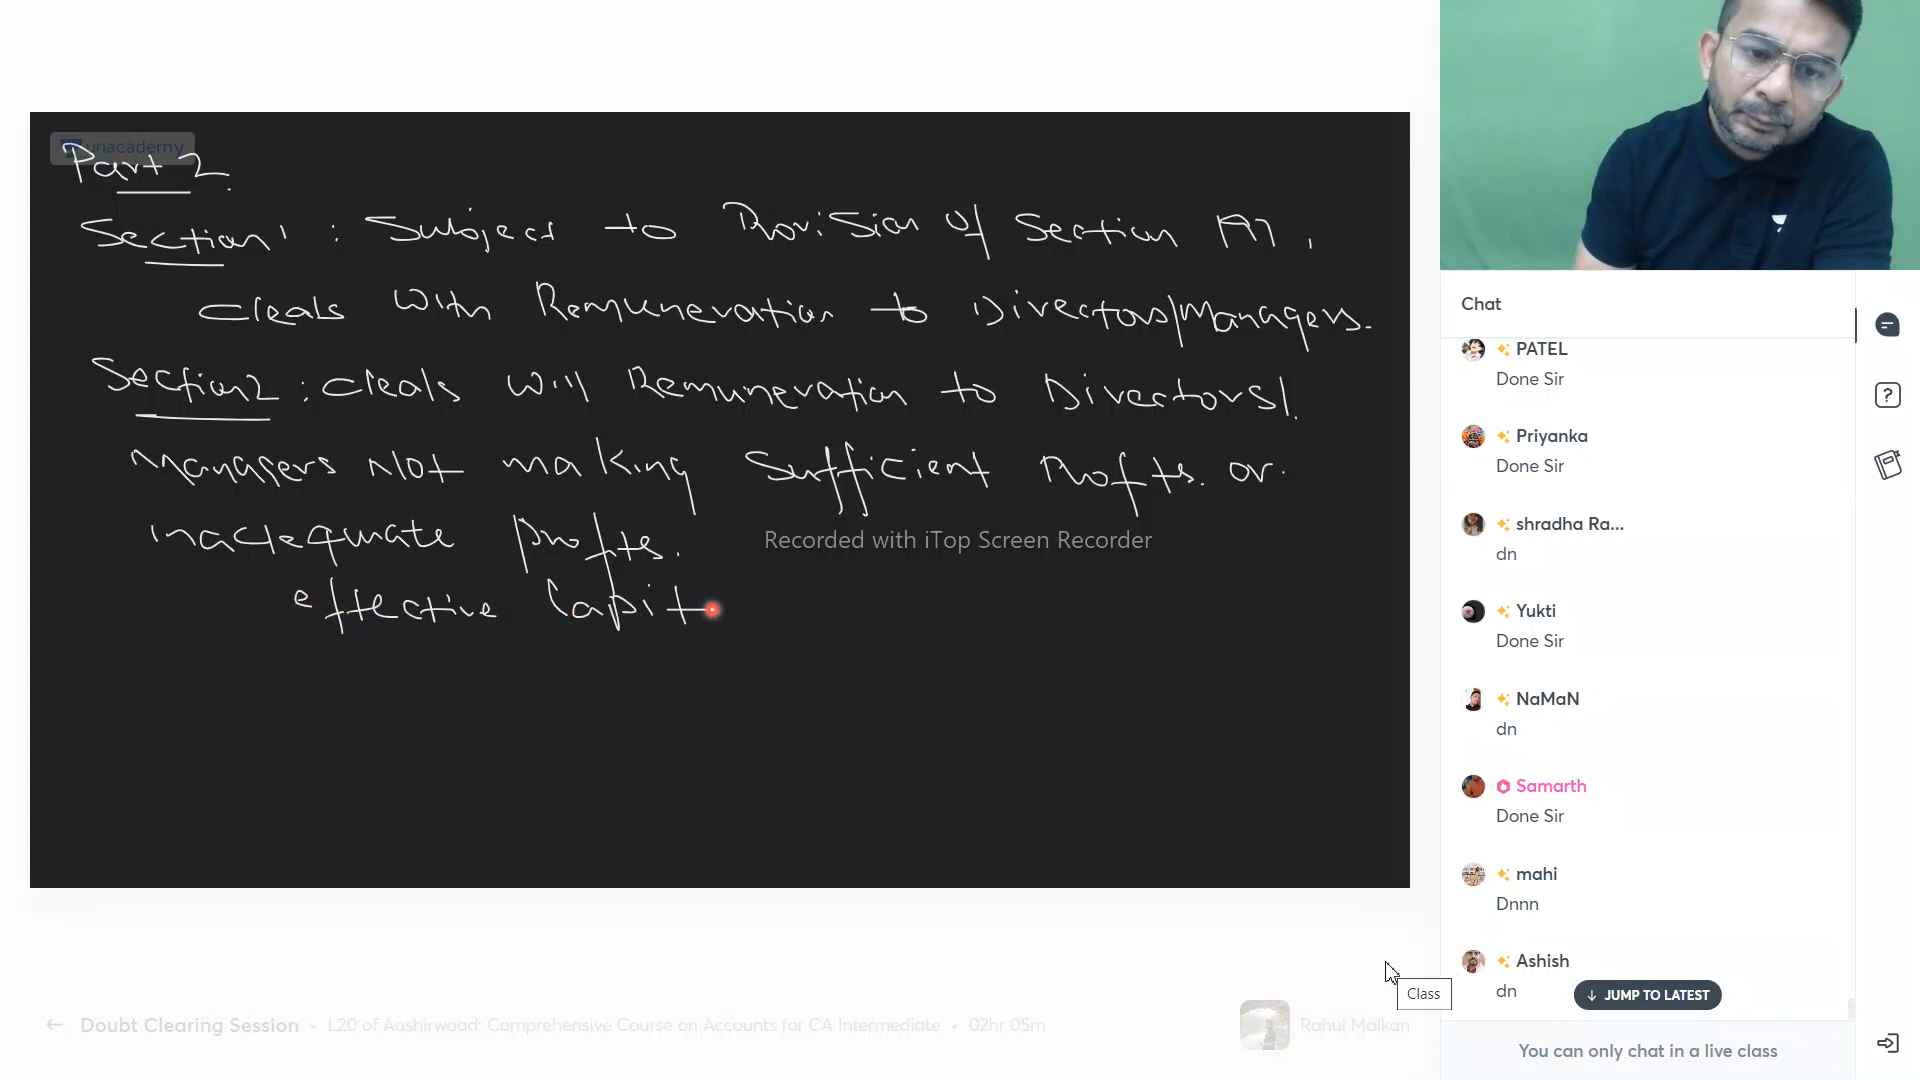 unacademy
Part 2.
Section 1 : Subject to Provision of Section 197,
deals with Remuneration to Directors/Managers.
Section 2 : deals will Remuneration to Directors/.
Managers Not making Sufficient Profits. or.
inadequate profits.
effective Capit
Recorded with iTop Screen Recorder
Doubt Clearing Session • L20 of Aashirwaad: Comprehensive Course on Accounts for CA Intermediate • 02hr 05m
Rahul Malkan
Class
Chat
PATEL
Done Sir
Priyanka
Done Sir
shradha Ra...
dn
Yukti
Done Sir
NaMaN
dn
Samarth
Done Sir
mahi
Dnnn
Ashish
dn
JUMP TO LATEST
You can only chat in a live class